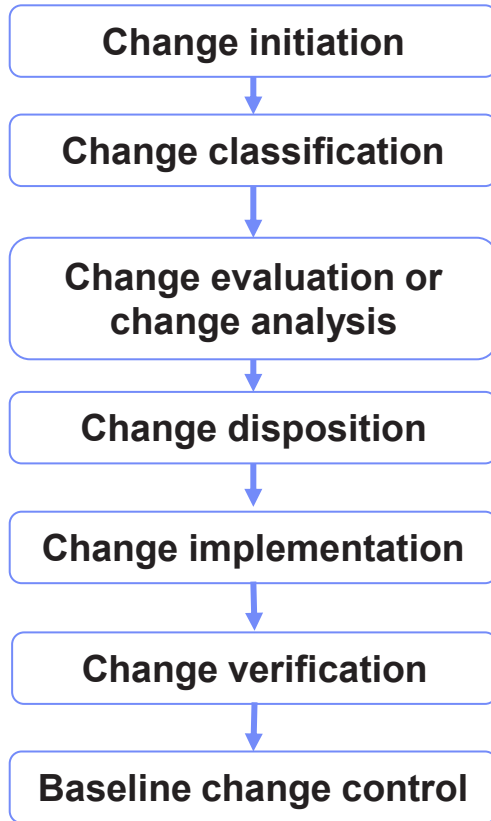 Change initiation
Change classification
Change evaluation or
change analysis
Change disposition
Change implementation
Change verification
Baseline change control